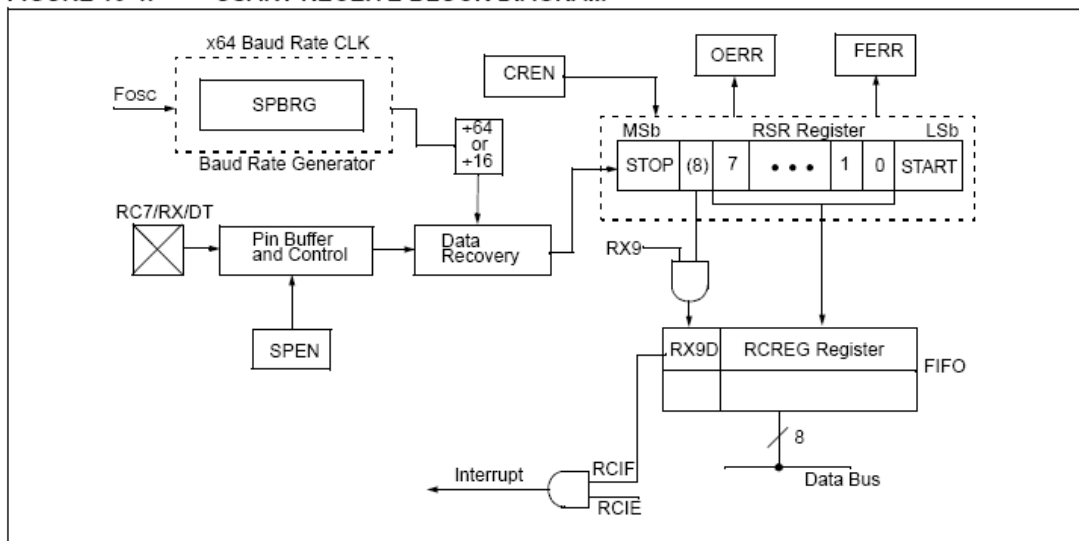 x64 Baud Rate CLK
Fosc
SPBRG
Baud Rate Generator
÷64
or
÷16
CREN
OERR
FERR
MSb
RSR Register
LSb
STOP
(8)
7
• • •
1
0
START
RC7/RX/DT
Pin Buffer
and Control
Data
Recovery
RX9
SPEN
RX9D
RCREG Register
FIFO
8
Interrupt
RCIF
RCIE
Data Bus